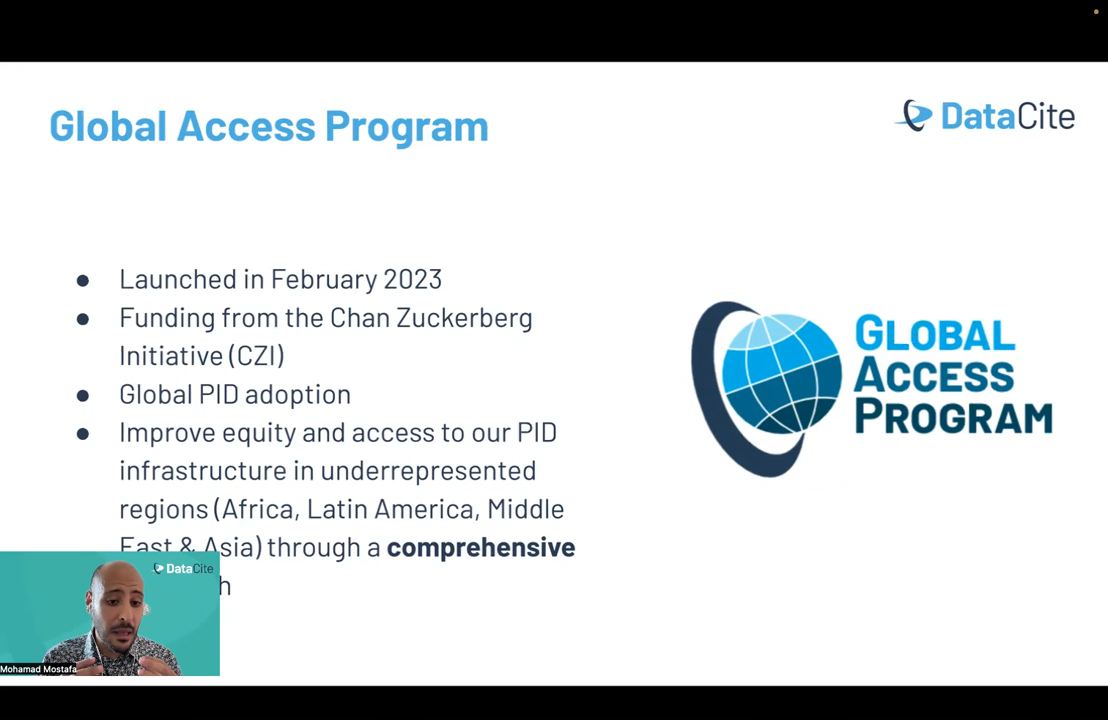 Global Access Program
DataCite
● Launched in February 2023
● Funding from the Chan Zuckerberg
Initiative (CZI)
● Global PID adoption
● Improve equity and access to our PID
infrastructure in underrepresented
regions (Africa, Latin America, Middle
East & Asia) through a comprehensive
h
GLOBAL
ACCESS
PROGRAM
DataCite
Mohamad Mostafa